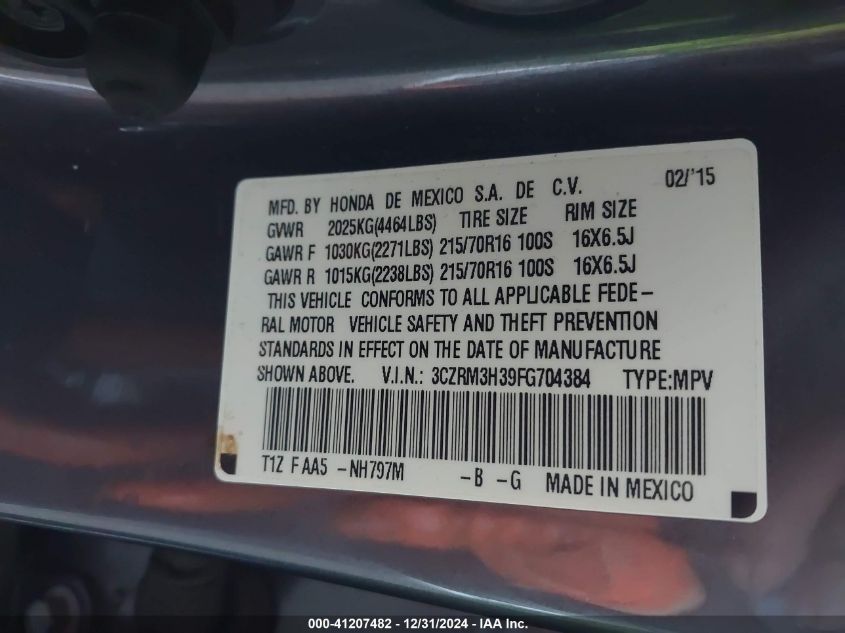 MFD. BY HONDA DE MEXICO S.A. DE C.V. 02/'15
GVWR 2025KG(4464LBS) TIRE SIZE RIM SIZE
GAWR F 1030KG(2271LBS) 215/70R16 100S 16X6.5J
GAWR R 1015KG(2238LBS) 215/70R16 100S 16X6.5J
THIS VEHICLE CONFORMS TO ALL APPLICABLE FEDE-
RAL MOTOR VEHICLE SAFETY AND THEFT PREVENTION
STANDARDS IN EFFECT ON THE DATE OF MANUFACTURE
SHOWN ABOVE. V.I.N.: 3CZRM3H39FG704384 TYPE:MPV
T1Z F AA5 -NH797M -B -G MADE IN MEXICO
000-41207482 - 12/31/2024 - IAA Inc.